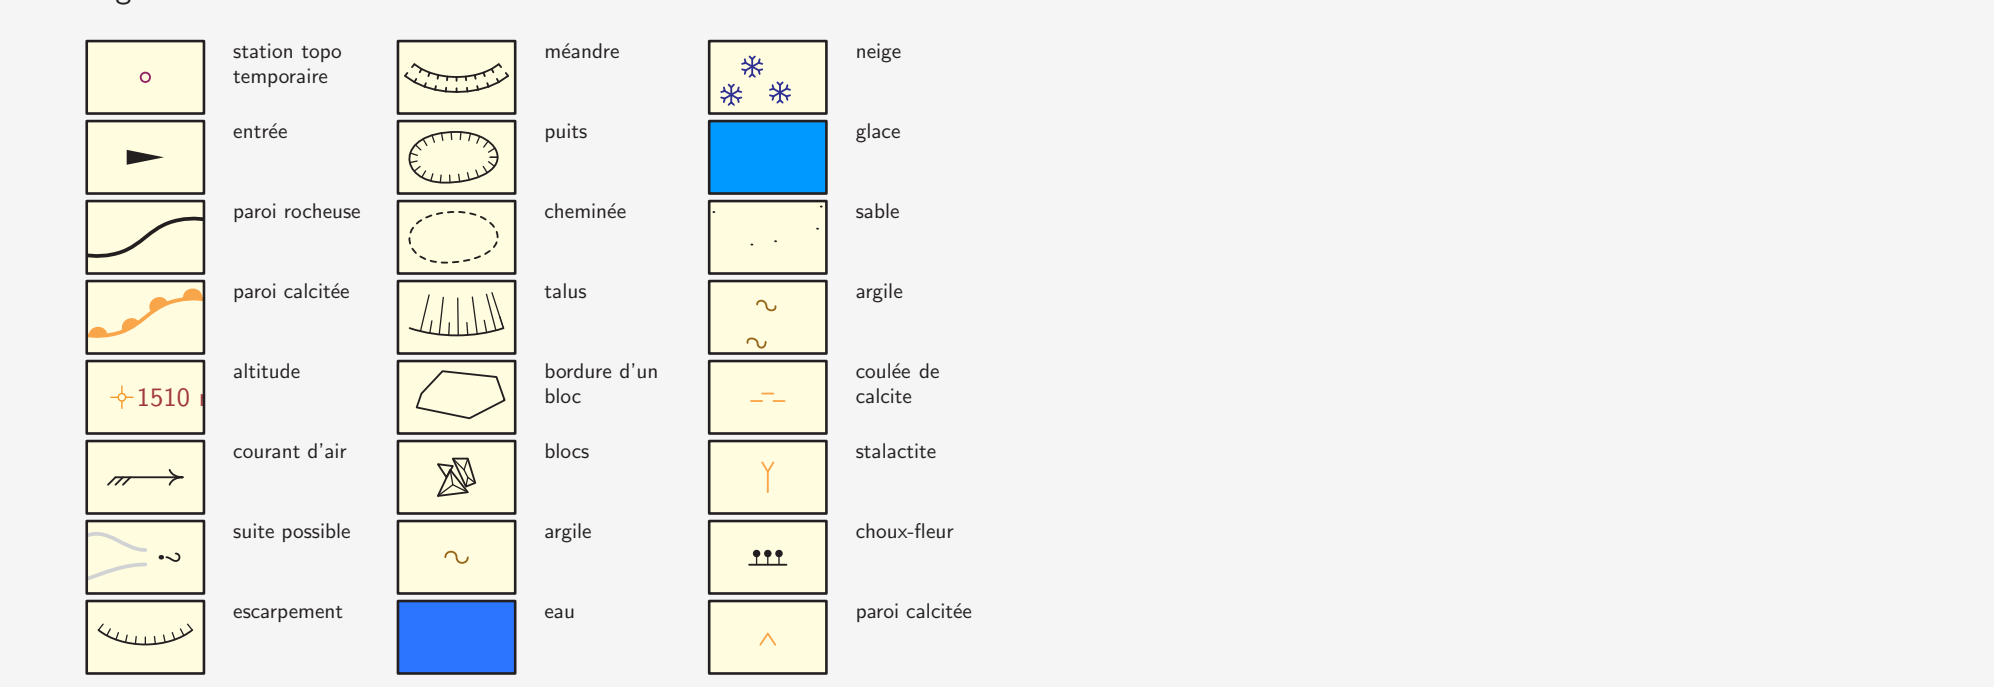 station topo
temporaire
entrée
paroi rocheuse
paroi calcitée
1510
altitude
courant d'air
?
suite possible
escarpement
méandre
puits
cheminée
talus
bordure d'un
bloc
blocs
argile
eau
neige
glace
sable
argile
coulée de
calcite
stalactite
choux-fleur
paroi calcitée